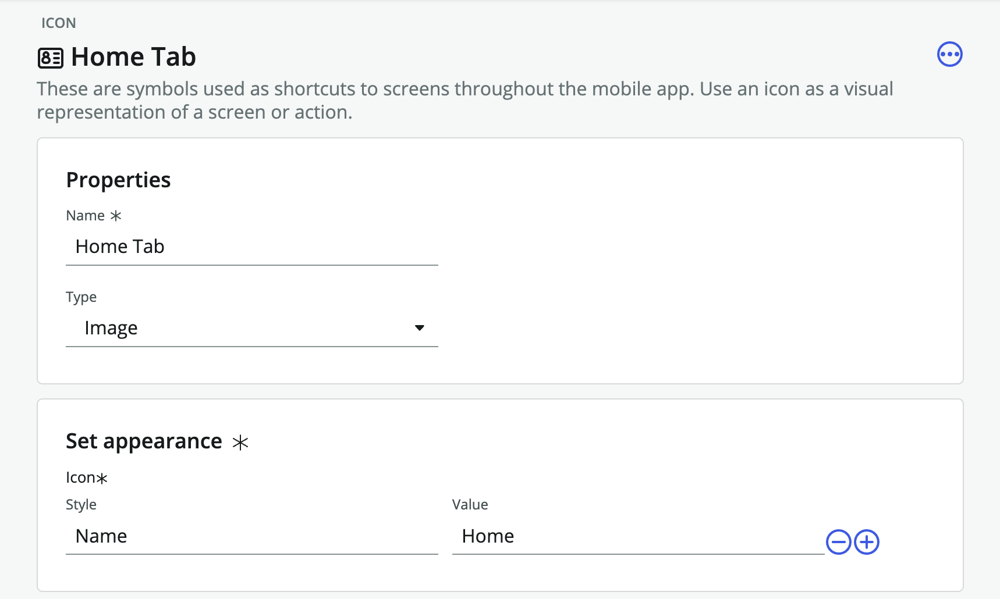 ICON
Home Tab
These are symbols used as shortcuts to screens throughout the mobile app. Use an icon as a visual
representation of a screen or action.
Properties
Name *
Home Tab
Type
Image
Set appearance *
Icon*
Style Value
Name Home